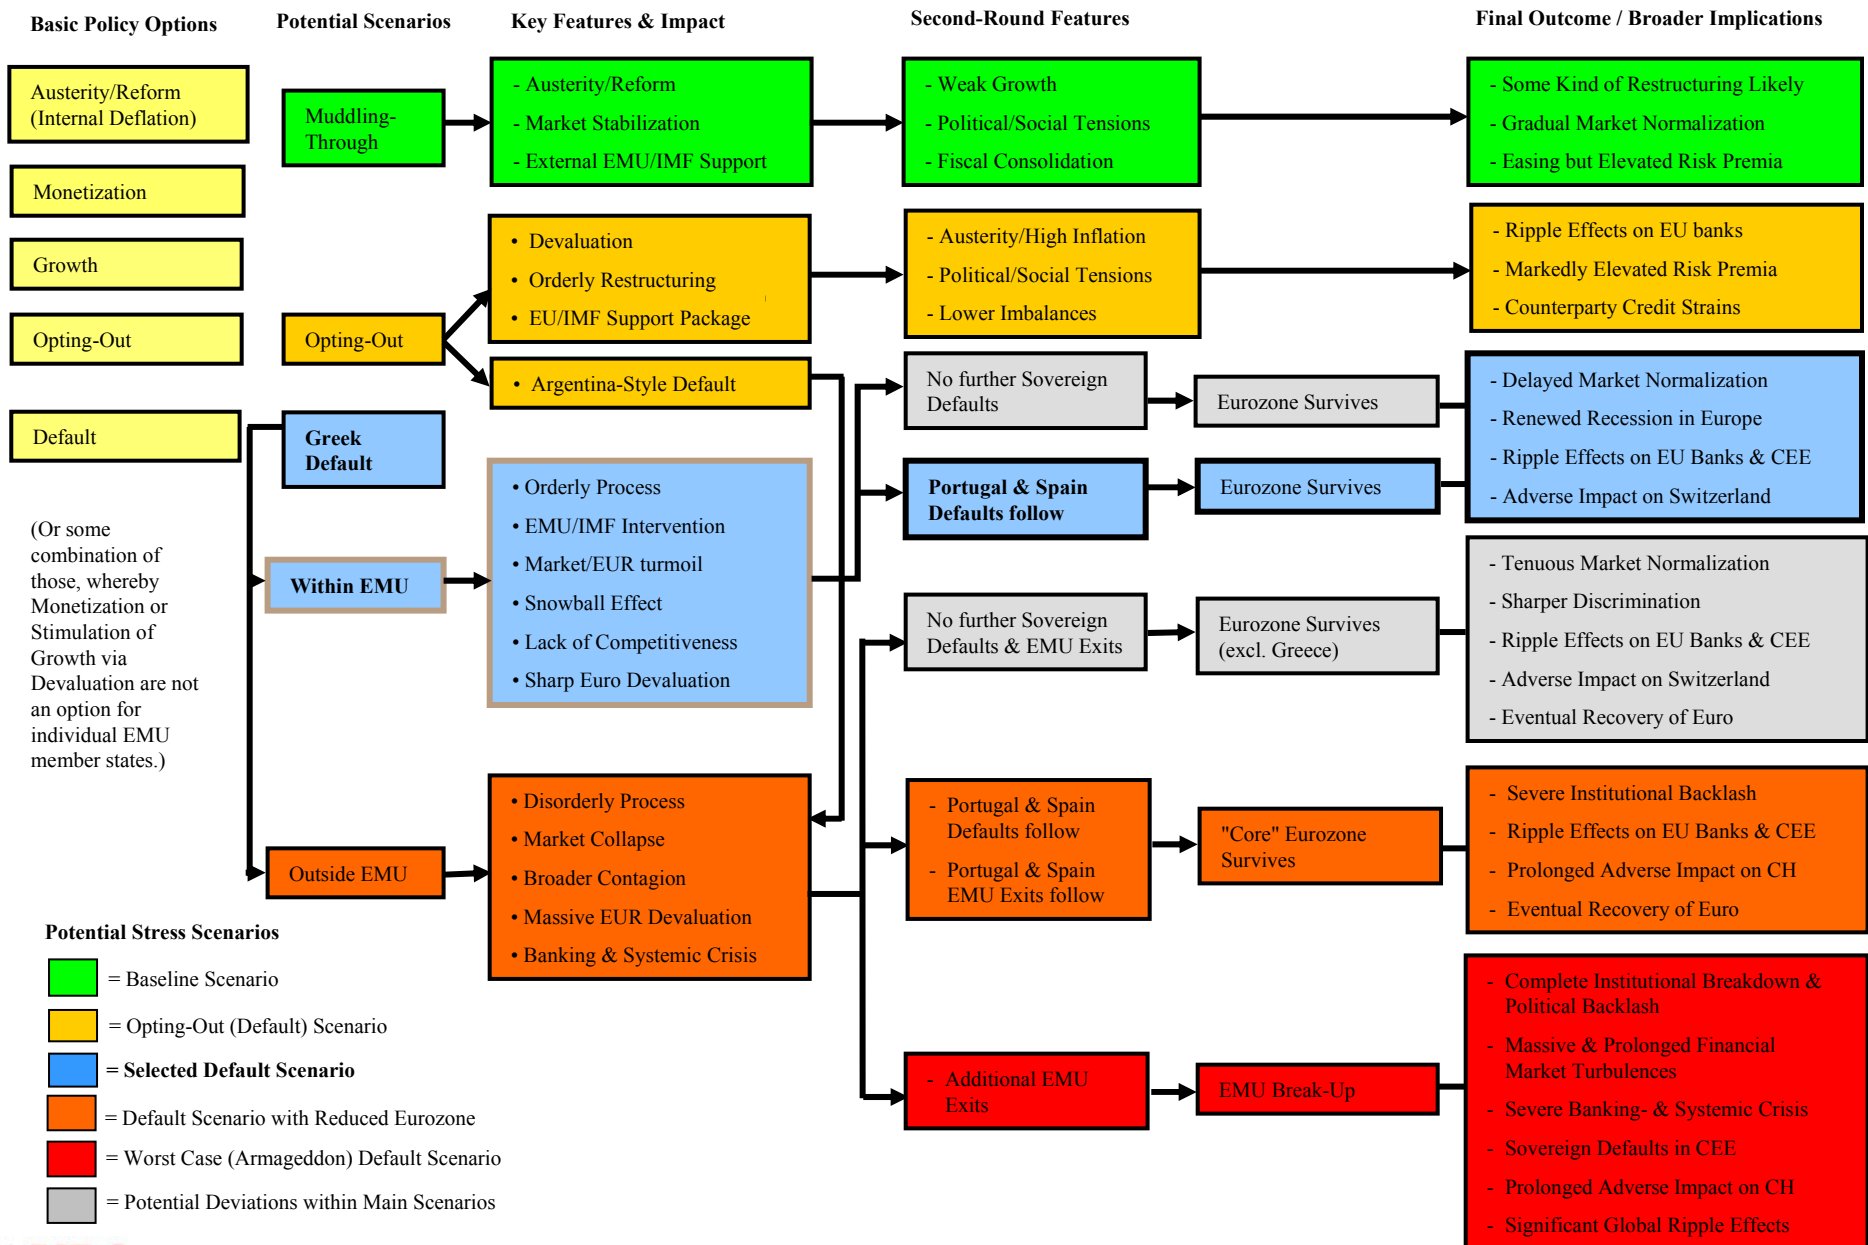 Basic Policy Options
Potential Scenarios
Key Features & Impact
Second-Round Features
Final Outcome / Broader Implications
Austerity/Reform
(Internal Deflation)
Monetization
Growth
Opting-Out
Default
(Or some
combination of
those, whereby
Monetization or
Stimulation of
Growth via
Devaluation are not
an option for
individual EMU
member states.)
Muddling-
Through
- Austerity/Reform
- Market Stabilization
- External EMU/IMF Support
- Weak Growth
- Political/Social Tensions
- Fiscal Consolidation
- Some Kind of Restructuring Likely
- Gradual Market Normalization
- Easing but Elevated Risk Premia
Opting-Out
• Devaluation
• Orderly Restructuring
• EU/IMF Support Package
- Austerity/High Inflation
- Political/Social Tensions
- Lower Imbalances
- Ripple Effects on EU banks
- Markedly Elevated Risk Premia
- Counterparty Credit Strains
• Argentina-Style Default
Greek
Default
Within EMU
• Orderly Process
• EMU/IMF Intervention
• Market/EUR turmoil
• Snowball Effect
• Lack of Competitiveness
• Sharp Euro Devaluation
No further Sovereign
Defaults
Eurozone Survives
Portugal & Spain
Defaults follow
Eurozone Survives
- Delayed Market Normalization
- Renewed Recession in Europe
- Ripple Effects on EU Banks & CEE
- Adverse Impact on Switzerland
No further Sovereign
Defaults & EMU Exits
Eurozone Survives
(excl. Greece)
- Tenuous Market Normalization
- Sharper Discrimination
- Ripple Effects on EU Banks & CEE
- Adverse Impact on Switzerland
- Eventual Recovery of Euro
Outside EMU
• Disorderly Process
• Market Collapse
• Broader Contagion
• Massive EUR Devaluation
• Banking & Systemic Crisis
- Portugal & Spain
Defaults follow
- Portugal & Spain
EMU Exits follow
"Core" Eurozone
Survives
- Severe Institutional Backlash
- Ripple Effects on EU Banks & CEE
- Prolonged Adverse Impact on CH
- Eventual Recovery of Euro
- Additional EMU
Exits
EMU Break-Up
- Complete Institutional Breakdown &
Political Backlash
- Massive & Prolonged Financial
Market Turbulences
- Severe Banking- & Systemic Crisis
- Sovereign Defaults in CEE
- Prolonged Adverse Impact on CH
- Significant Global Ripple Effects
Potential Stress Scenarios
= Baseline Scenario
= Opting-Out (Default) Scenario
= Selected Default Scenario
= Default Scenario with Reduced Eurozone
= Worst Case (Armageddon) Default Scenario
= Potential Deviations within Main Scenarios